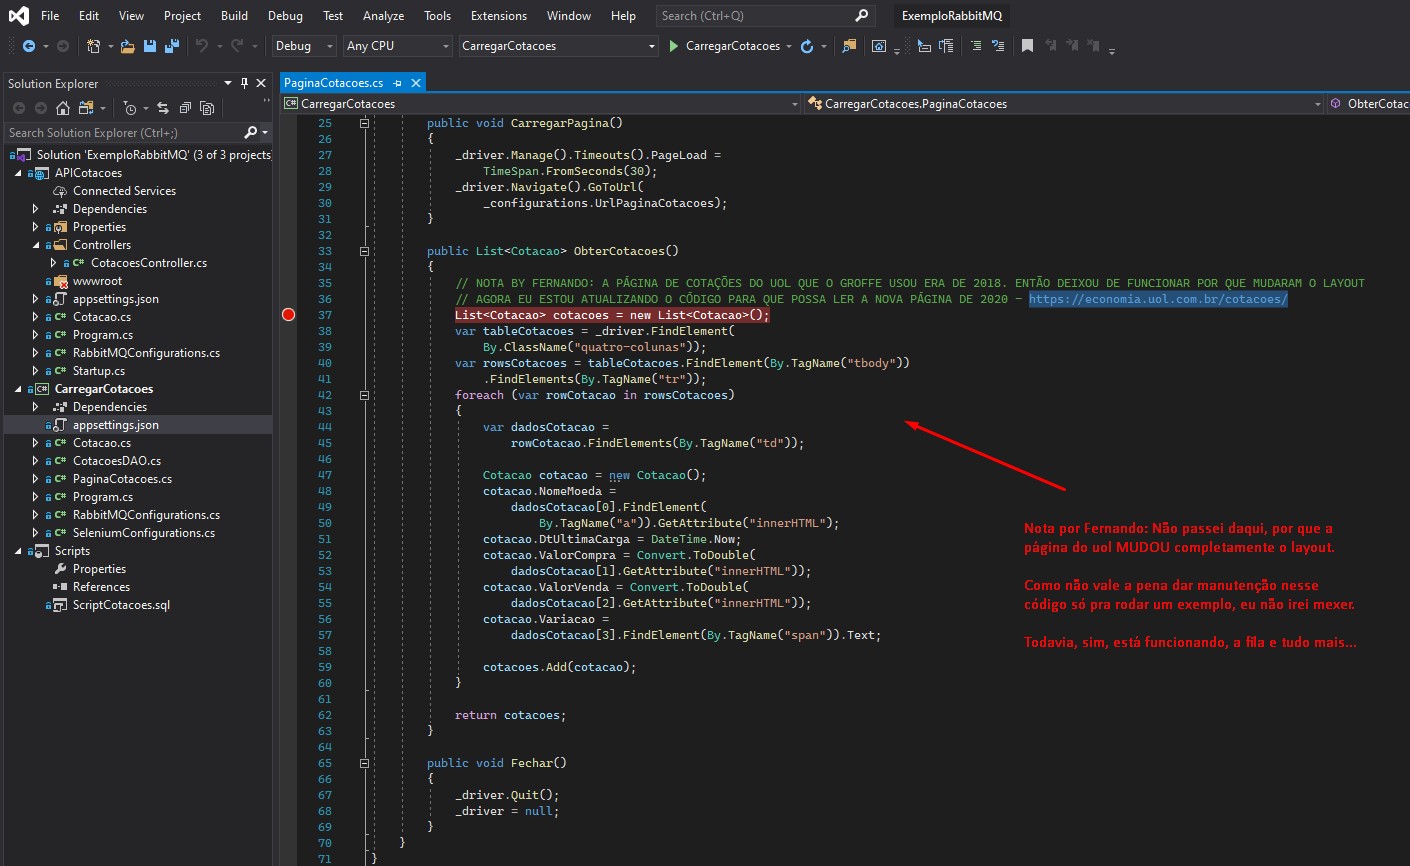 File Edit View Project Build Debug Test Analyze Tools Extensions Window Help Search (Ctrl+Q) ExemploRabbitMQ
Debug Any CPU CarregarCotacoes CarregarCotacoes
Solution Explorer
Search Solution Explorer (Ctrl+;)
Solution 'ExemploRabbitMQ' (3 of 3 projects)
APICotacoes
Connected Services
Dependencies
Properties
Controllers
CotacoesController.cs
wwwroot
appsettings.json
Cotacao.cs
Program.cs
RabbitMQConfigurations.cs
Startup.cs
CarregarCotacoes
Dependencies
appsettings.json
Cotacao.cs
CotacoesDAO.cs
PaginaCotacoes.cs
Program.cs
RabbitMQConfigurations.cs
SeleniumConfigurations.cs
Scripts
Properties
References
ScriptCotacoes.sql
PaginaCotacoes.cs
CarregarCotacoes CarregarCotacoes.PaginaCotacoes ObterCotac
25 public void CarregarPagina()
26 {
27 _driver.Manage().Timeouts().PageLoad =
28 TimeSpan.FromSeconds(30);
29 _driver.Navigate().GoToUrl(
30 _configurations.UrlPaginaCotacoes);
31 }
32
33 public List<Cotacao> ObterCotacoes()
34 {
35 // NOTA BY FERNANDO: A PÁGINA DE COTAÇÕES DO UOL QUE O GROFFE USOU ERA DE 2018. ENTÃO DEIXOU DE FUNCIONAR POR QUE MUDARAM O LAYOUT
36 // AGORA EU ESTOU ATUALIZANDO O CÓDIGO PARA QUE POSSA LER A NOVA PÁGINA DE 2020 - https://economia.uol.com.br/cotacoes/
37 List<Cotacao> cotacoes = new List<Cotacao>();
38 var tableCotacoes = _driver.FindElement(
39 By.ClassName("quatro-colunas"));
40 var rowsCotacoes = tableCotacoes.FindElement(By.TagName("tbody"))
41 .FindElements(By.TagName("tr"));
42 foreach (var rowCotacao in rowsCotacoes)
43 {
44 var dadosCotacao =
45 rowCotacao.FindElements(By.TagName("td"));
46
47 Cotacao cotacao = new Cotacao();
48 cotacao.NomeMoeda =
49 dadosCotacao[0].FindElement(
50 By.TagName("a")).GetAttribute("innerHTML");
51 cotacao.DtUltimaCarga = DateTime.Now;
52 cotacao.ValorCompra = Convert.ToDouble(
53 dadosCotacao[1].GetAttribute("innerHTML"));
54 cotacao.ValorVenda = Convert.ToDouble(
55 dadosCotacao[2].GetAttribute("innerHTML"));
56 cotacao.Variacao =
57 dadosCotacao[3].FindElement(By.TagName("span")).Text;
58
59 cotacoes.Add(cotacao);
60 }
61
62 return cotacoes;
63 }
64
65 public void Fechar()
66 {
67 _driver.Quit();
68 _driver = null;
69 }
70 }
71 }
Nota por Fernando: Não passei daqui, por que a
página do uol MUDOU completamente o layout.
Como não vale a pena dar manutenção nesse
código só pra rodar um exemplo, eu não irei mexer.
Todavia, sim, está funcionando, a fila e tudo mais...